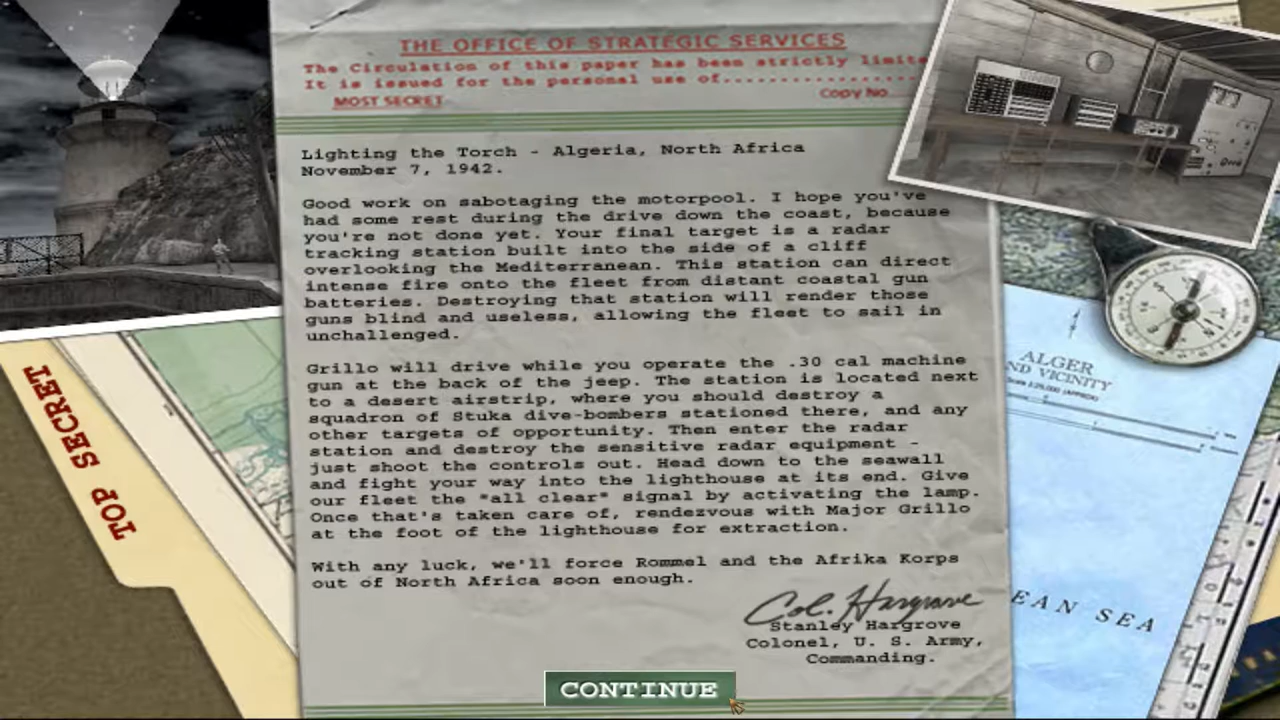 THE OFFICE OF STRATEGIC SERVICES
The Circulation of this paper has been strictly limite
It is issued for the personal use of..................
MOST SECRET
Copy No
Lighting the Torch - Algeria, North Africa
November 7, 1942.
Good work on sabotaging the motorpool. I hope you've
had some rest during the drive down the coast, because
you're not done yet. Your final target is a radar
tracking station built into the side of a cliff
overlooking the Mediterranean. This station can direct
intense fire onto the fleet from distant coastal gun
batteries. Destroying that station will render those
guns blind and useless, allowing the fleet to sail in
unchallenged.
Grillo will drive while you operate the .30 cal machine
gun at the back of the jeep. The station is located next
to a desert airstrip, where you should destroy a
squadron of Stuka dive-bombers stationed there, and any
other targets of opportunity. Then enter the radar
station and destroy the sensitive radar equipment -
just shoot the controls out. Head down to the seawall
and fight your way into the lighthouse at its end. Give
our fleet the "all clear" signal by activating the lamp.
Once that's taken care of, rendezvous with Major Grillo
at the foot of the lighthouse for extraction.
With any luck, we'll force Rommel and the Afrika Korps
out of North Africa soon enough.
Col. Hargrave
Stanley Hargrove
Colonel, U. S. Army,
Commanding.
CONTINUE
TOP SECRET
ALGER
ND VICINITY
EAN SEA